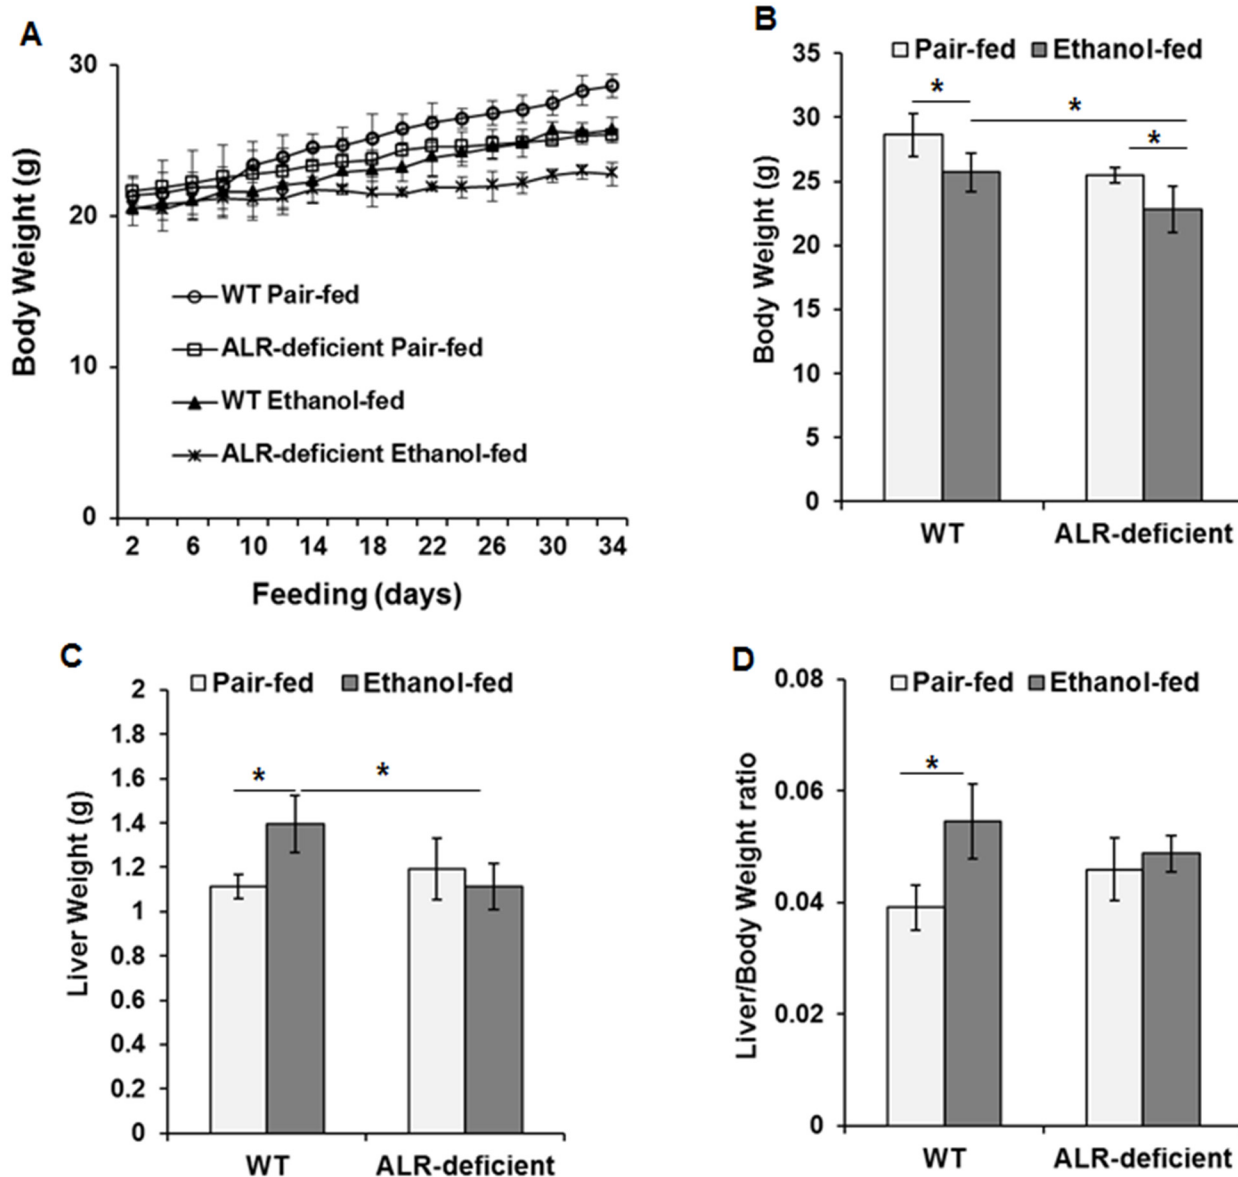 A
30
20
10
0
Body Weight (g)
WT Pair-fed
ALR-deficient Pair-fed
WT Ethanol-fed
ALR-deficient Ethanol-fed
2 6 10 14 18 22 26 30 34
Feeding (days)
B
Pair-fed Ethanol-fed
35
30
25
20
15
10
5
0
Body Weight (g)
* * *
WT ALR-deficient
C
Pair-fed Ethanol-fed
2
1.8
1.6
1.4
1.2
1
0.8
0.6
0.4
0.2
0
Liver Weight (g)
* *
WT ALR-deficient
D
Pair-fed Ethanol-fed
0.08
0.06
0.04
0.02
0
Liver/Body Weight ratio
*
WT ALR-deficient